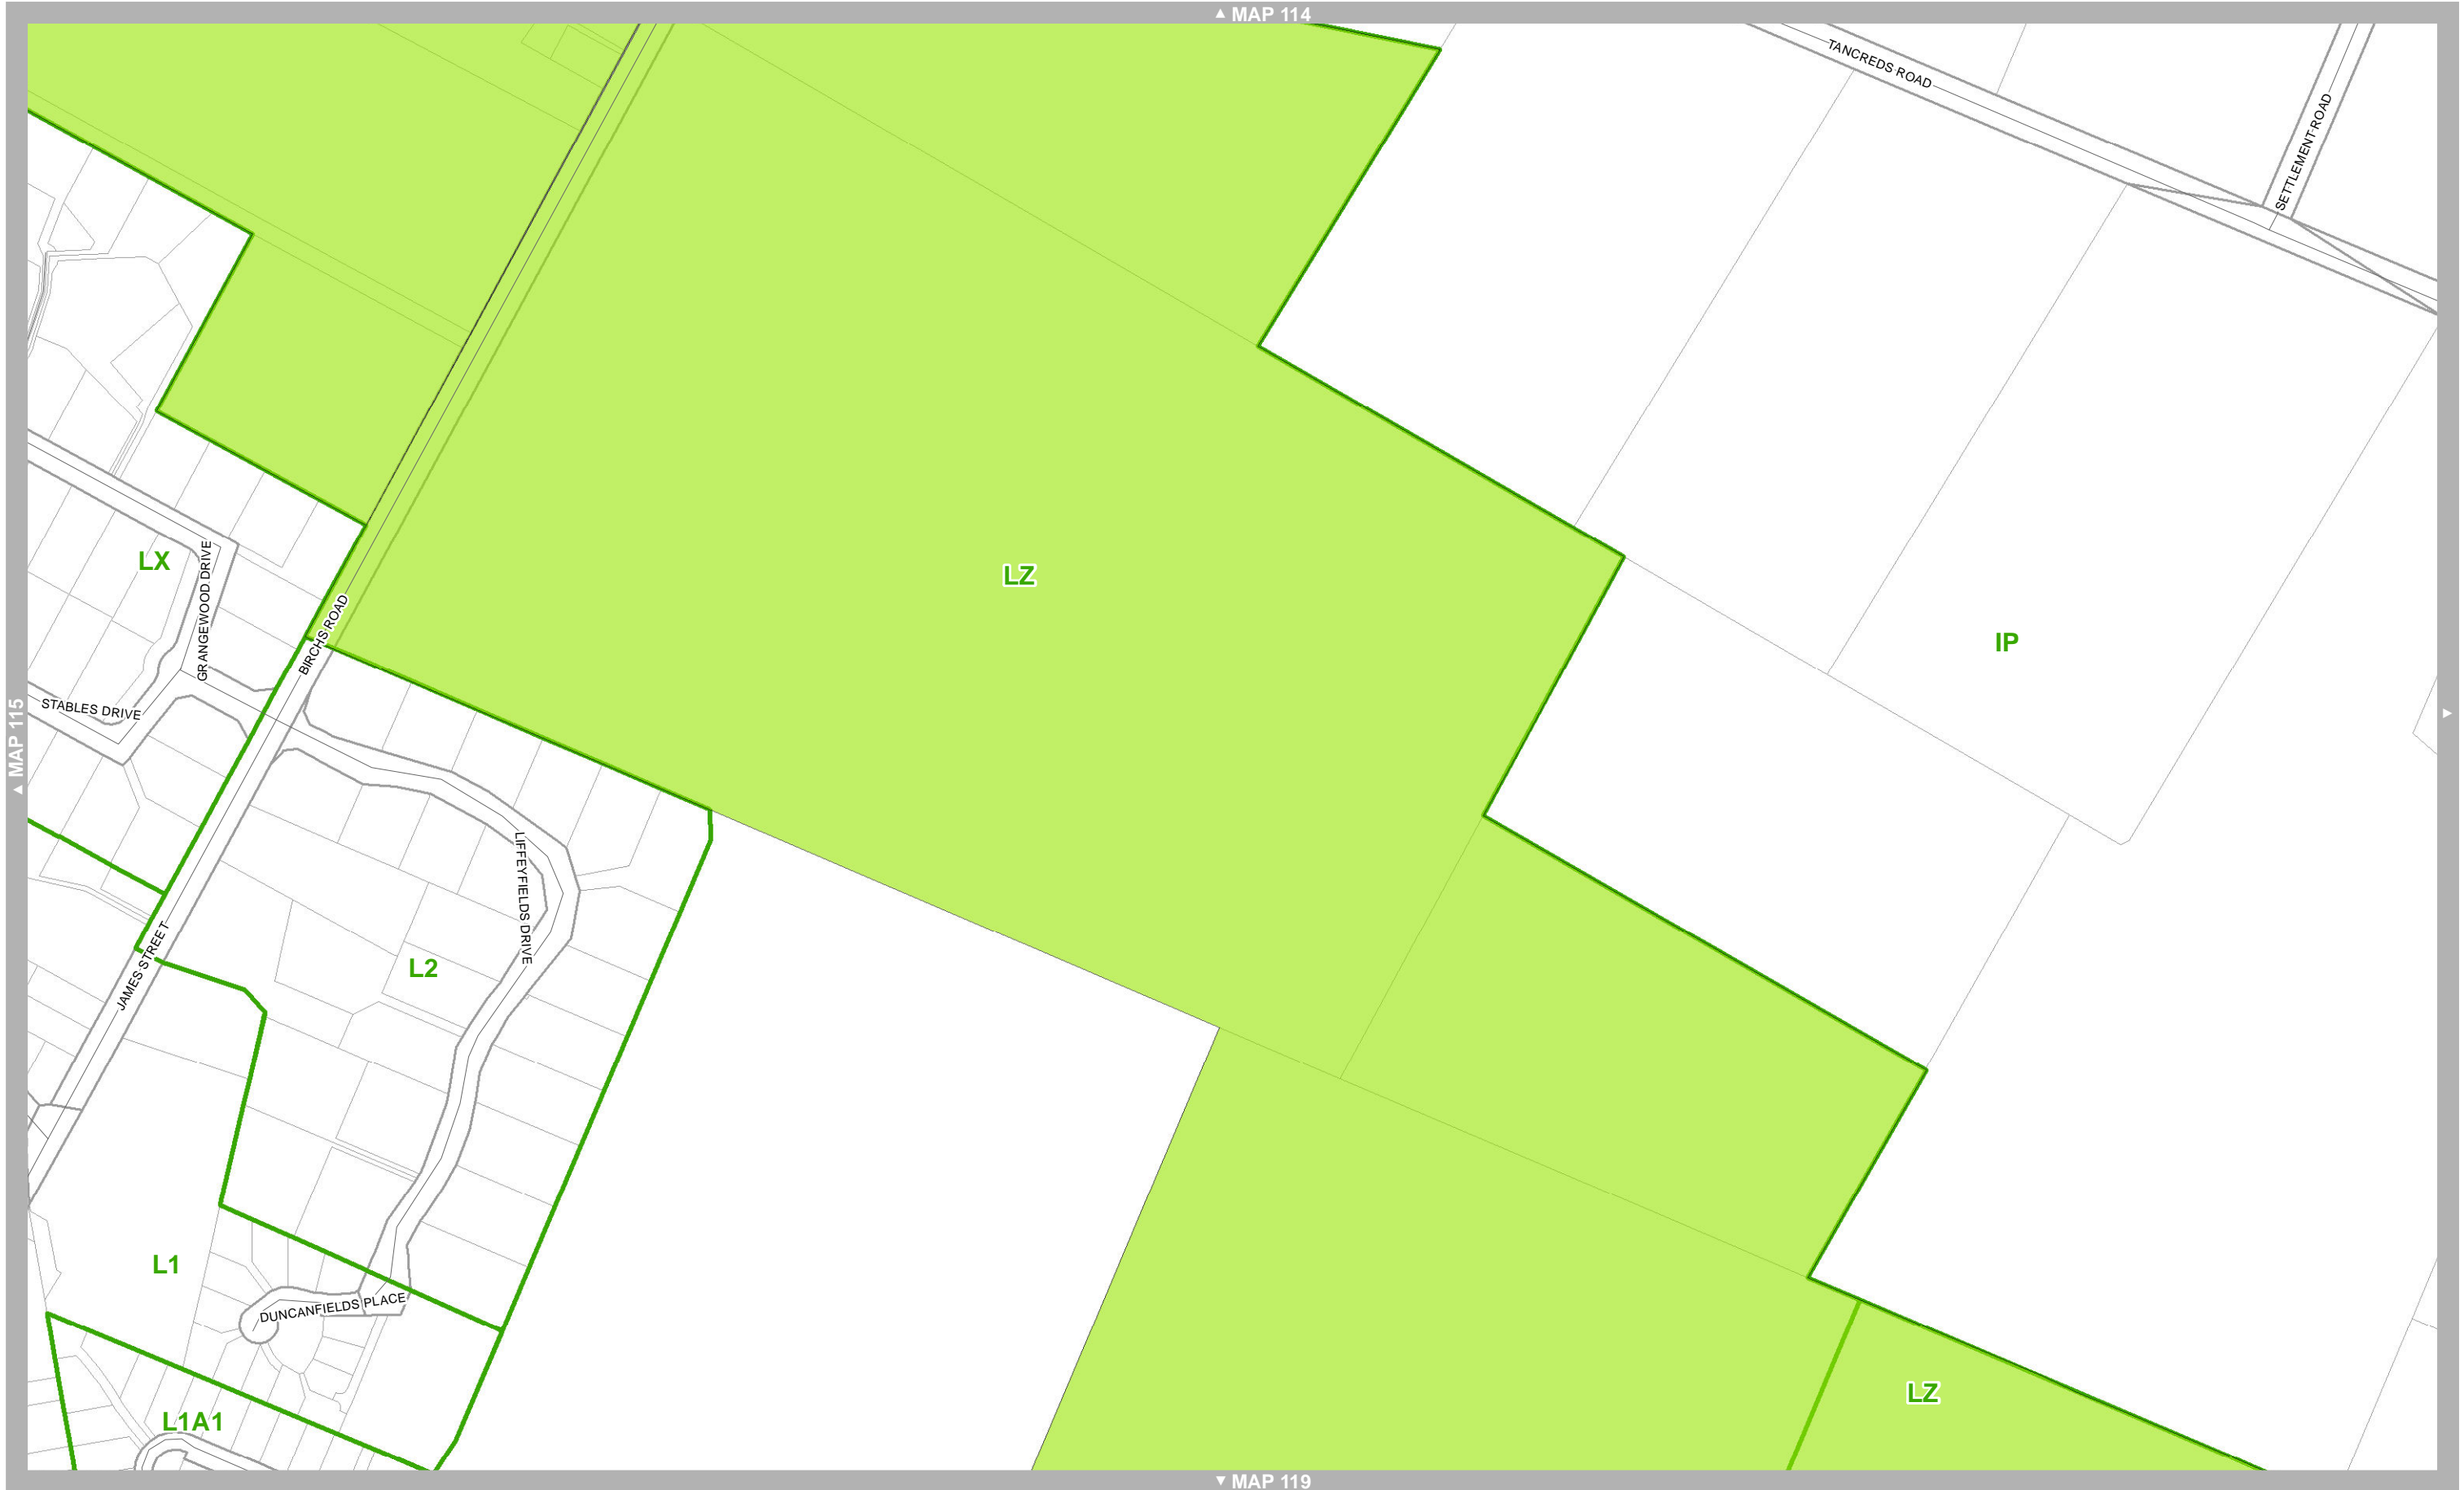 ▲ MAP 114
TANCREDS ROAD
SETTLEMENT ROAD
LX
GRANGEWOOD DRIVE
LZ
BIRCHS ROAD
IP
STABLES DRIVE
◄ MAP 115
►
LIFFEYFIELDS DRIVE
JAMES STREET
L2
L1
DUNCANFIELDS PLACE
LZ
L1A1
▼ MAP 119